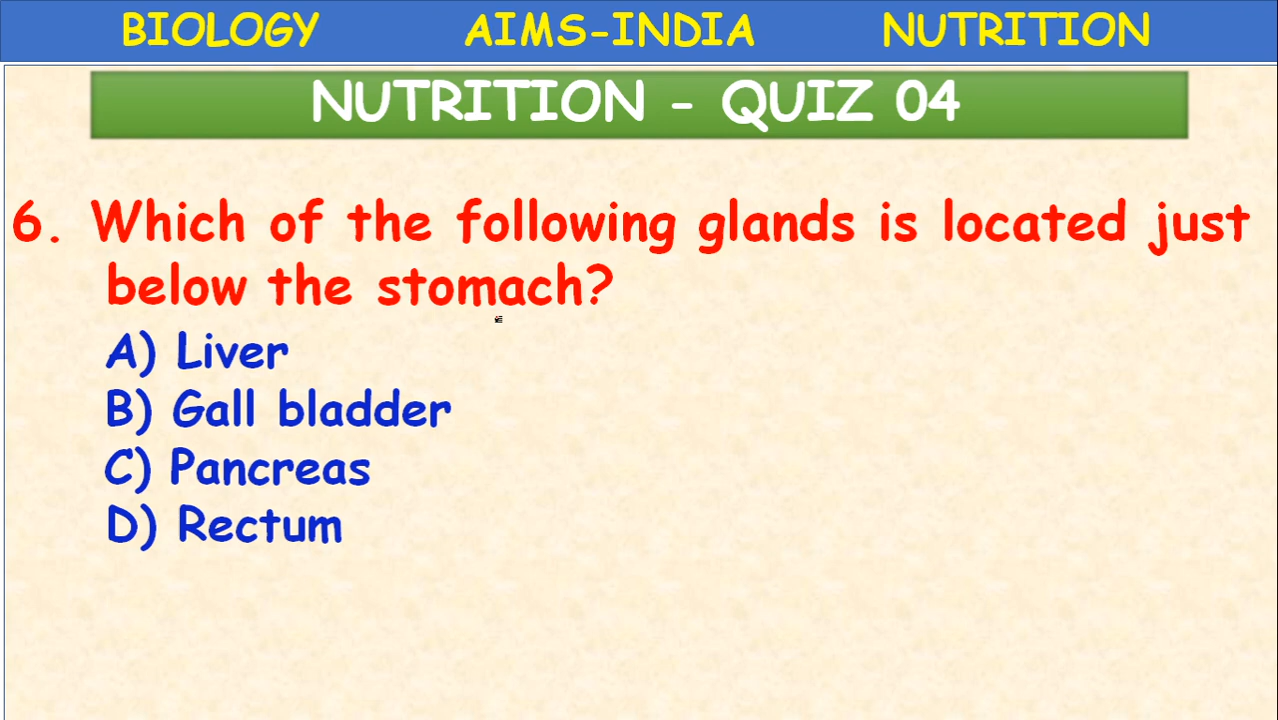 BIOLOGY AIMS-INDIA NUTRITION
NUTRITION - QUIZ 04
6. Which of the following glands is located just
below the stomach?
A) Liver
B) Gall bladder
C) Pancreas
D) Rectum